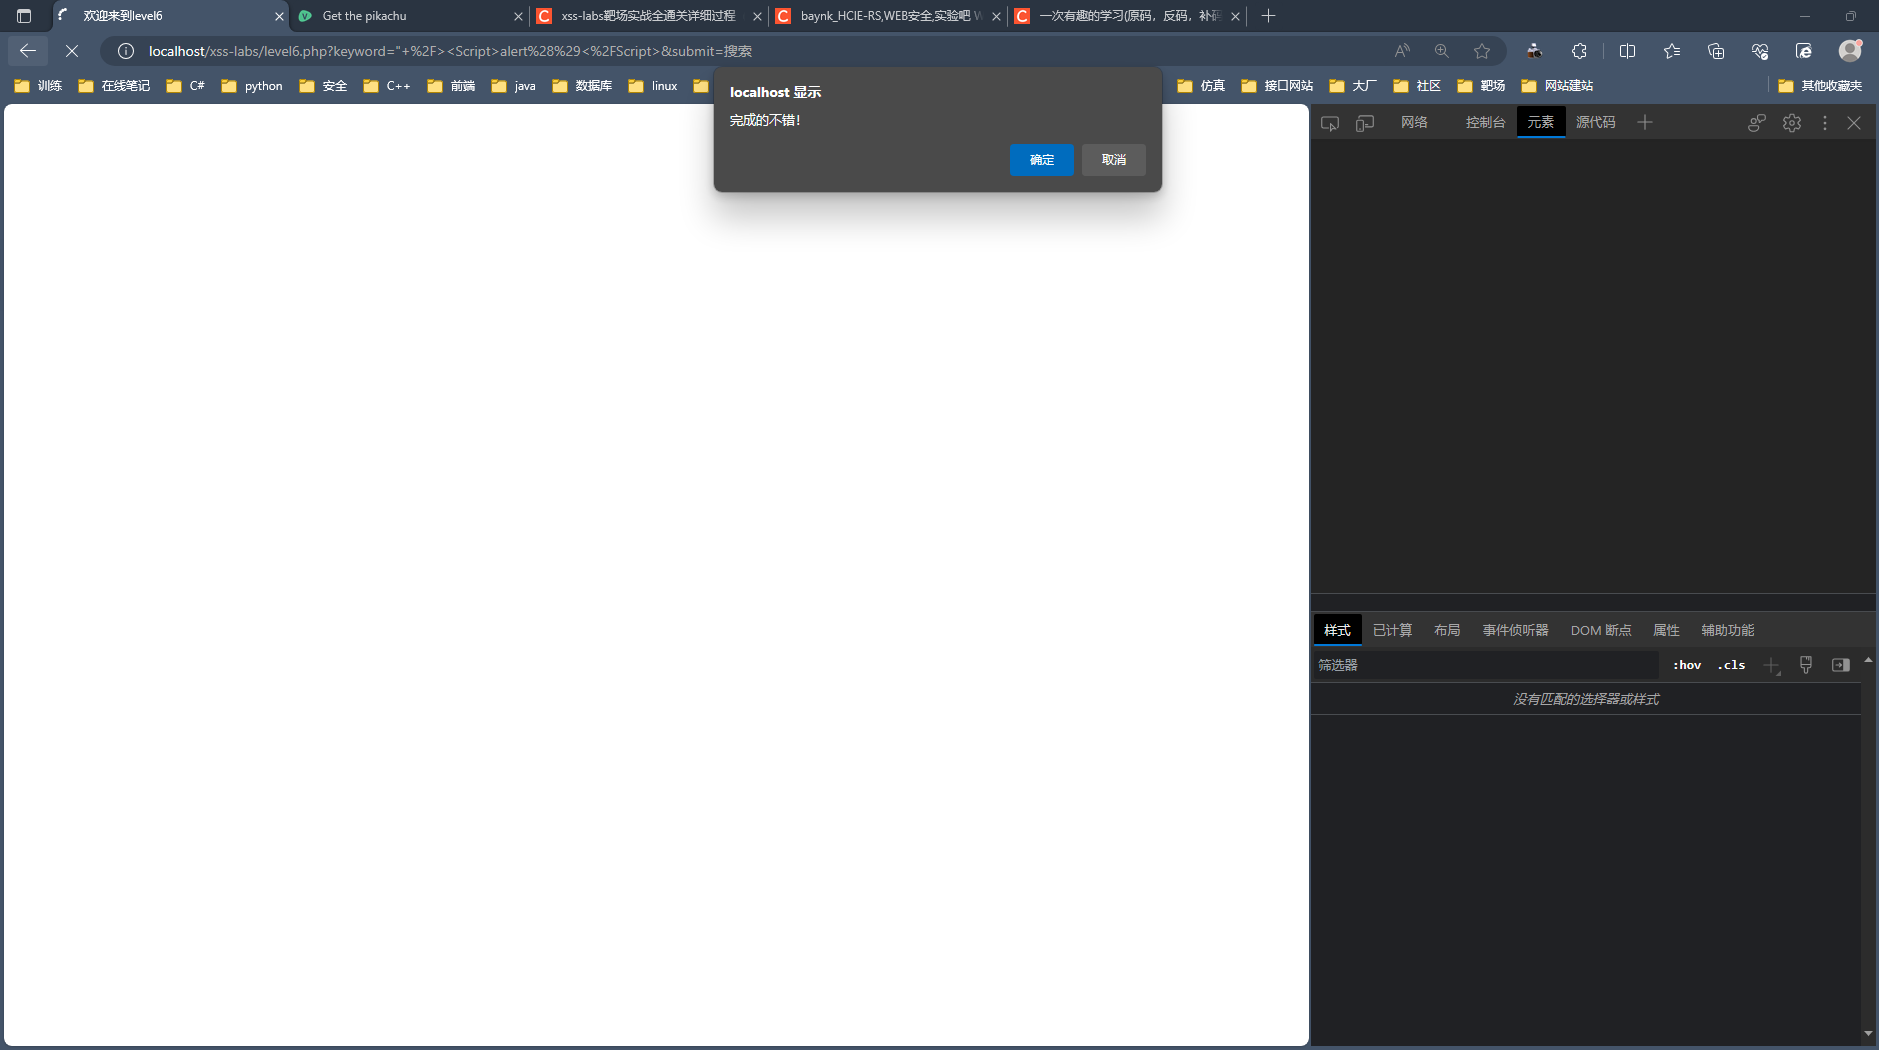 欢迎来到level6
Get the pikachu
xss-labs靶场实战全通关详细过程
baynk_HCIE-RS,WEB安全,实验吧 W
一次有趣的学习(原码，反码，补码
localhost/xss-labs/level6.php?keyword="+%2F><Script>alert%28%29<%2FScript>&submit=搜索
训练 在线笔记 C# python 安全 C++ 前端 java 数据库 linux 仿真 接口网站 大厂 社区 靶场 网站建站 其他收藏夹
localhost 显示
完成的不错！
确定 取消
网络 控制台 元素 源代码
样式 已计算 布局 事件侦听器 DOM 断点 属性 辅助功能
筛选器 :hov .cls
没有匹配的选择器或样式